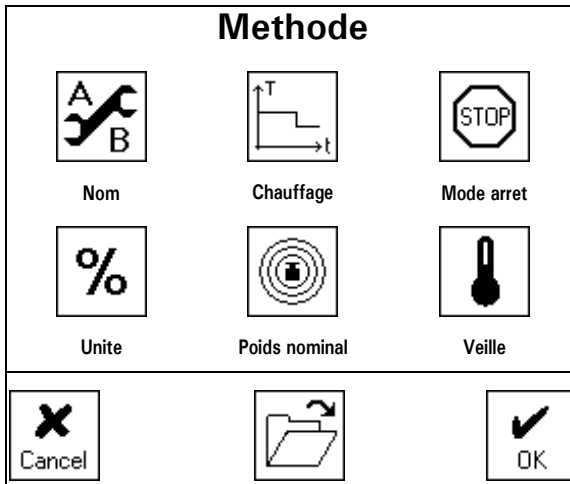 Methode
A
B
T
t
STOP
Nom
Chauffage
Mode arret
%
Unite
Poids nominal
Veille
Cancel
OK